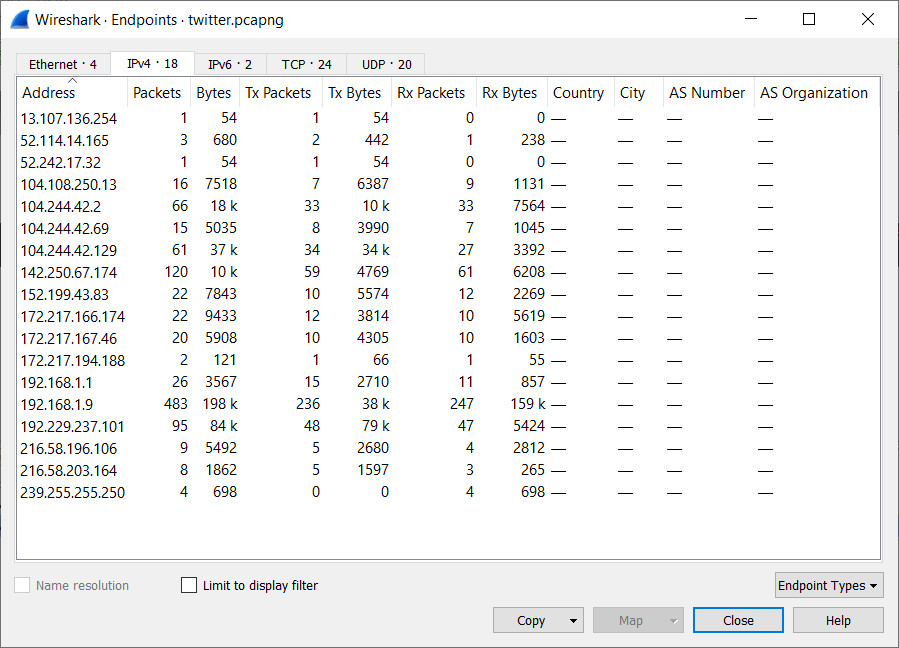 Wireshark · Endpoints · twitter.pcapng
Ethernet · 4 IPv4 · 18 IPv6 · 2 TCP · 24 UDP · 20
Address Packets Bytes Tx Packets Tx Bytes Rx Packets Rx Bytes Country City AS Number AS Organization
13.107.136.254 1 54 1 54 0 0 — — — —
52.114.14.165 3 680 2 442 1 238 — — — —
52.242.17.32 1 54 1 54 0 0 — — — —
104.108.250.13 16 7518 7 6387 9 1131 — — — —
104.244.42.2 66 18 k 33 10 k 33 7564 — — — —
104.244.42.69 15 5035 8 3990 7 1045 — — — —
104.244.42.129 61 37 k 34 34 k 27 3392 — — — —
142.250.67.174 120 10 k 59 4769 61 6208 — — — —
152.199.43.83 22 7843 10 5574 12 2269 — — — —
172.217.166.174 22 9433 12 3814 10 5619 — — — —
172.217.167.46 20 5908 10 4305 10 1603 — — — —
172.217.194.188 2 121 1 66 1 55 — — — —
192.168.1.1 26 3567 15 2710 11 857 — — — —
192.168.1.9 483 198 k 236 38 k 247 159 k — — — —
192.229.237.101 95 84 k 48 79 k 47 5424 — — — —
216.58.196.106 9 5492 5 2680 4 2812 — — — —
216.58.203.164 8 1862 5 1597 3 265 — — — —
239.255.255.250 4 698 0 0 4 698 — — — —
Name resolution Limit to display filter Endpoint Types
Copy Map Close Help